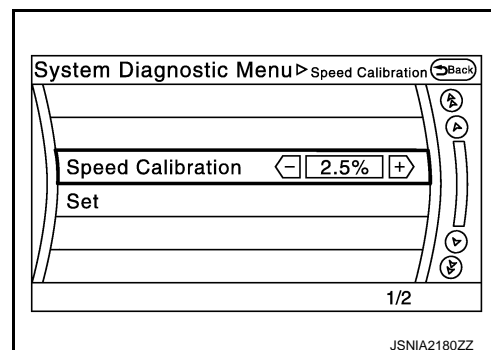 System Diagnostic Menu ▷ Speed Calibration Back
Speed Calibration - 2.5% +
Set
1/2
JSNIA2180ZZ